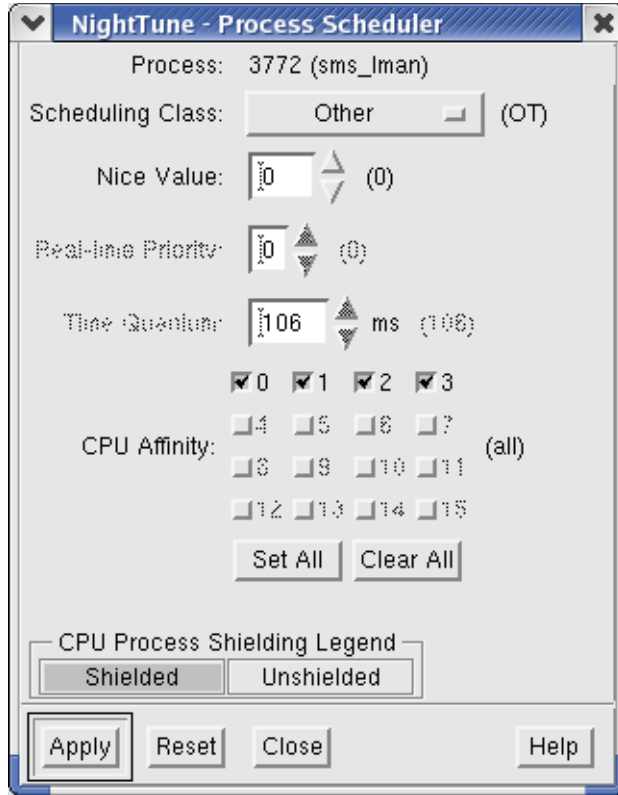 NightTune - Process Scheduler
Process: 3772 (sms_lman)
Scheduling Class: Other (OT)
Nice Value: 0 (0)
Real-time Priority: 0 (0)
Time Quantum: 106 ms (106)
0 1 2 3
4 5 6 7
CPU Affinity: (all)
8 9 10 11
12 13 14 15
Set All Clear All
CPU Process Shielding Legend
Shielded Unshielded
Apply Reset Close Help